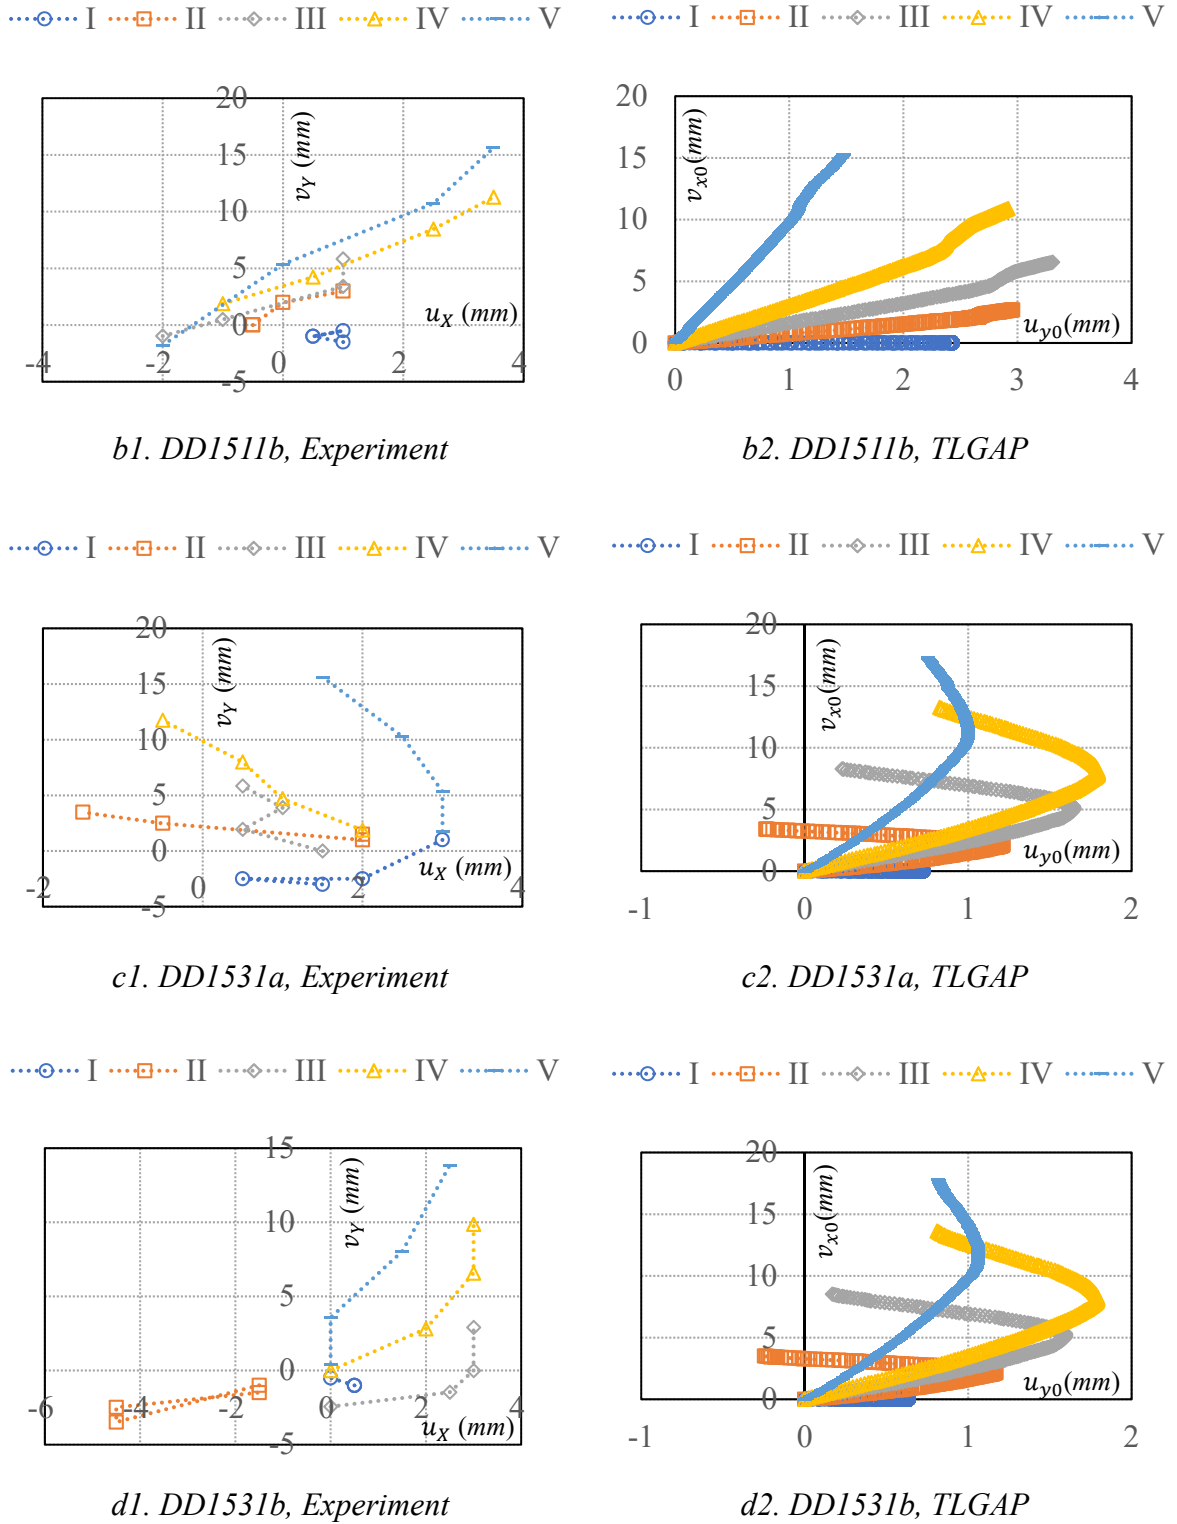 I II III IV V I II III IV V
20
15
10
5
0
-5
-4 -2 0 2 4
v_Y (mm)
u_X (mm)
20
15
10
5
0
0 1 2 3 4
v_x0(mm)
u_y0(mm)
b1. DD1511b, Experiment b2. DD1511b, TLGAP
I II III IV V I II III IV V
20
15
10
5
0
-5
-2 0 2 4
v_Y (mm)
u_X (mm)
20
15
10
5
0
-1 0 1 2
v_x0(mm)
u_y0(mm)
c1. DD1531a, Experiment c2. DD1531a, TLGAP
I II III IV V I II III IV V
15
10
5
0
-5
-6 -4 -2 0 2 4
v_Y (mm)
u_X (mm)
20
15
10
5
0
-1 0 1 2
v_x0(mm)
u_y0(mm)
d1. DD1531b, Experiment d2. DD1531b, TLGAP